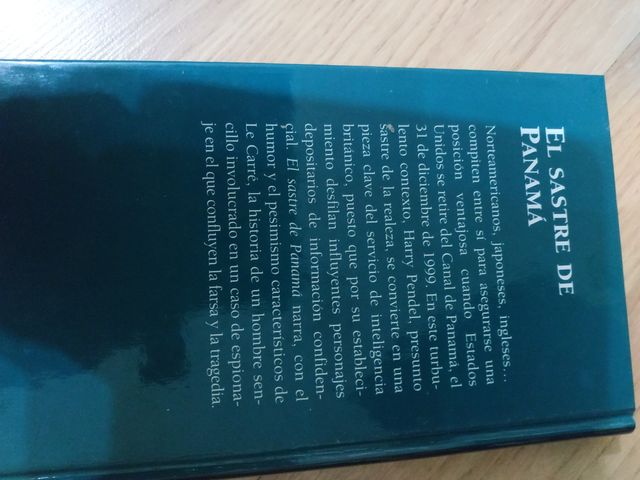 EL SASTRE DE
PANAMÁ
Norteamericanos, japoneses, ingleses...
compiten entre sí para asegurarse una
posición ventajosa cuando Estados
Unidos se retire del Canal de Panamá, el
31 de diciembre de 1999. En este turbu-
lento contexto, Harry Pendel, presunto
sastre de la realeza, se convierte en una
pieza clave del servicio de inteligencia
británico, puesto que por su estableci-
miento desfilan influyentes personajes
depositarios de información confiden-
cial. El sastre de Panamá narra, con el
humor y el pesimismo característicos de
Le Carré, la historia de un hombre sen-
cillo involucrado en un caso de espiona-
je en el que confluyen la farsa y la tragedia.